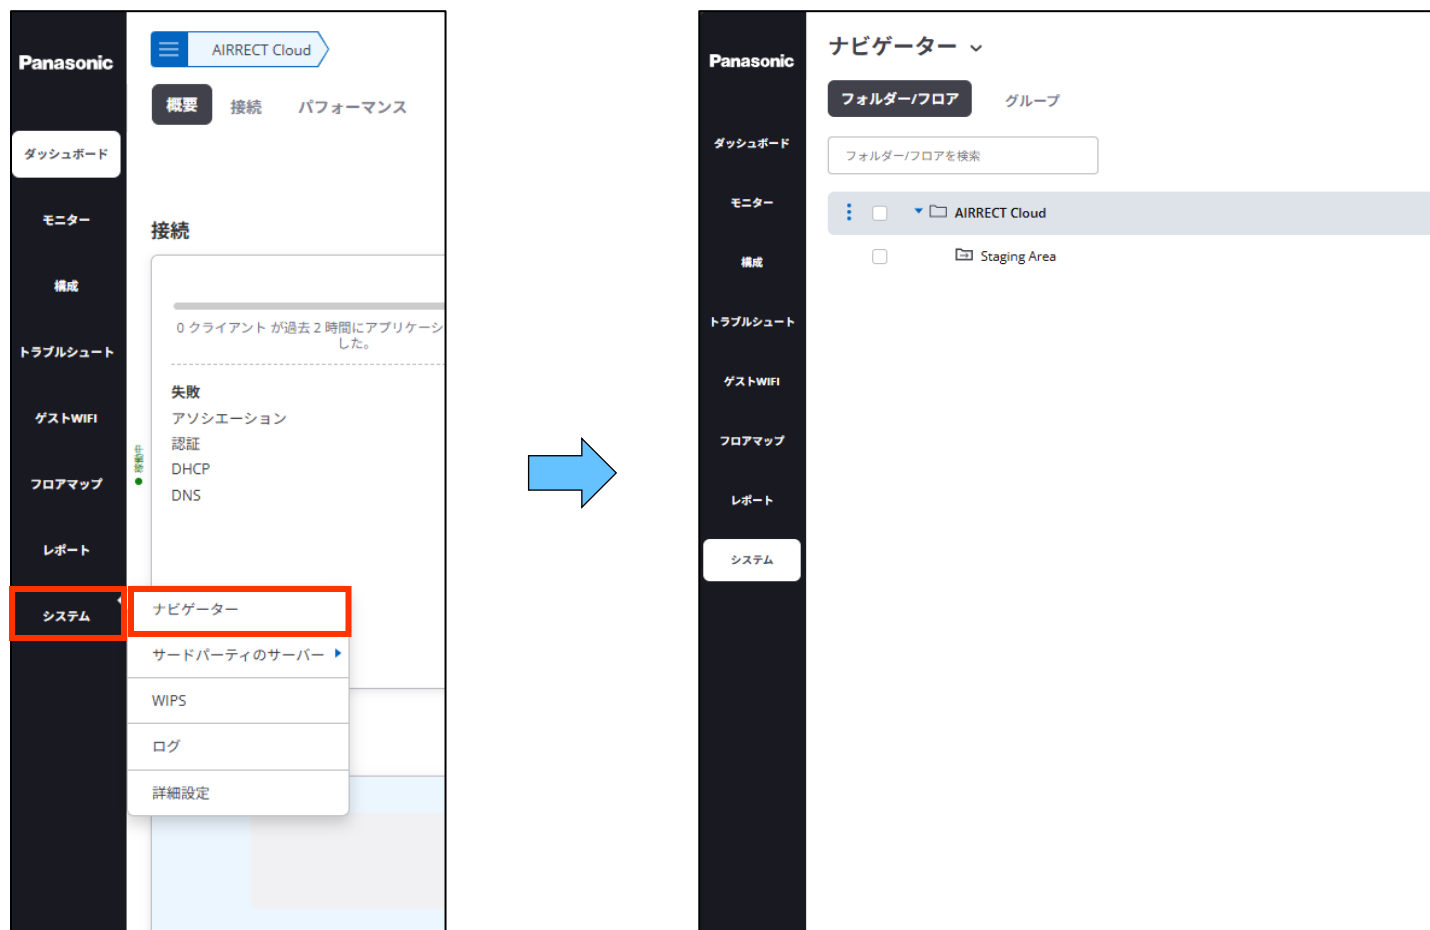 Panasonic
ダッシュボード
モニター
構成
トラブルシュート
ゲストWIFI
フロアマップ
レポート
システム
AIRRECT Cloud
概要
接続
パフォーマンス
接続
0 クライアント が過去 2 時間にアプリケーシ
した。
失敗
アソシエーション
認証
DHCP
DNS
稼働中
ナビゲーター
サードパーティのサーバー
WIPS
ログ
詳細設定
Panasonic
ダッシュボード
モニター
構成
トラブルシュート
ゲストWIFI
フロアマップ
レポート
システム
ナビゲーター
フォルダー/フロア
グループ
フォルダー/フロアを検索
AIRRECT Cloud
Staging Area